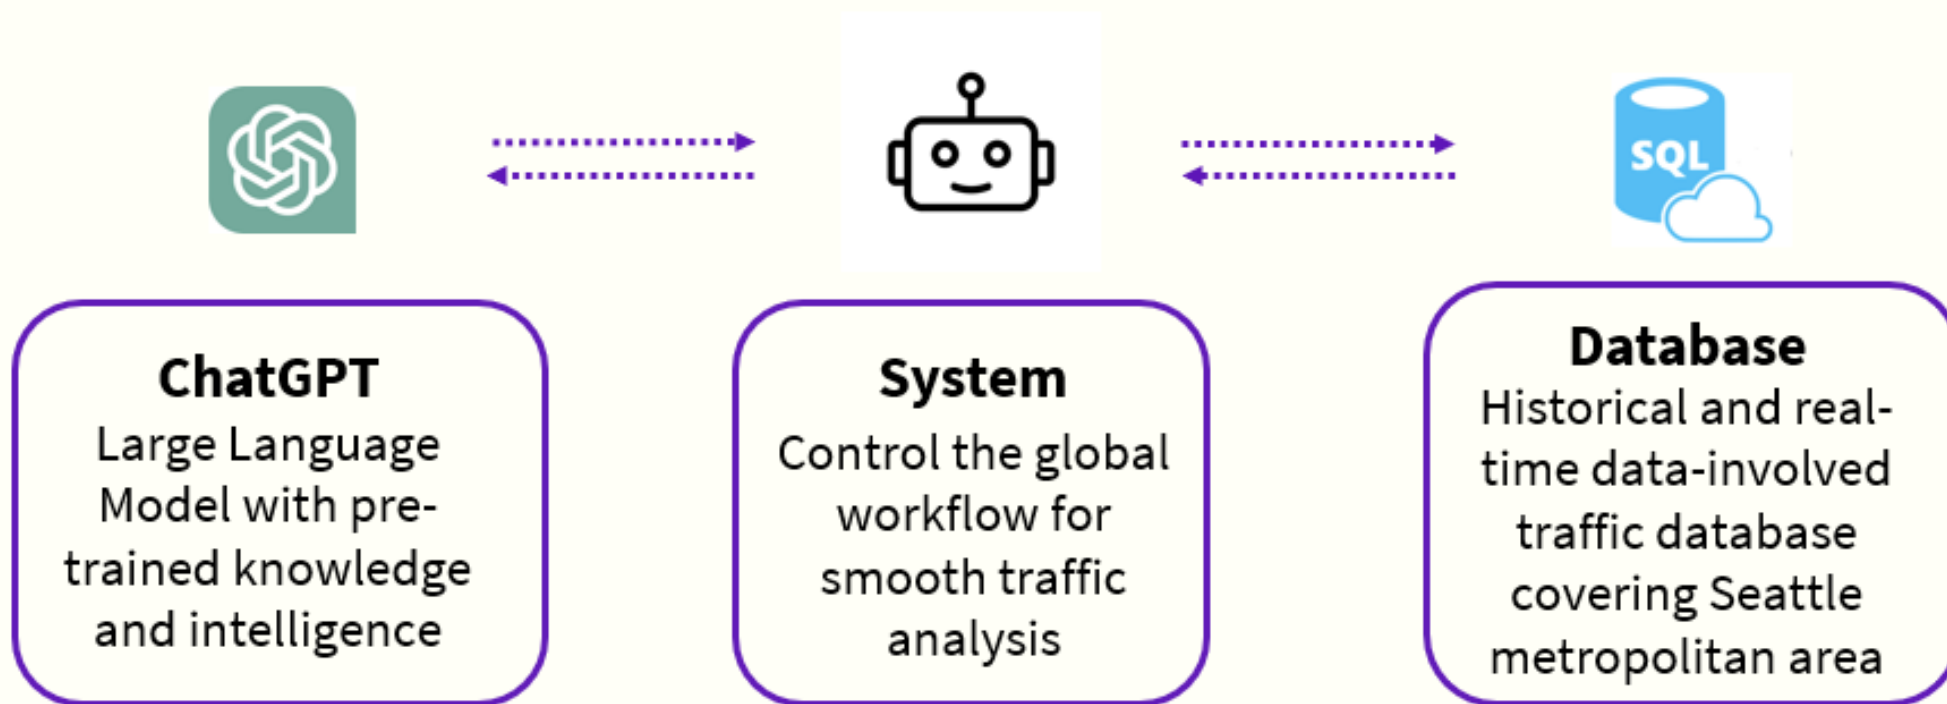 SQL
ChatGPT
Large Language
Model with pre-
trained knowledge
and intelligence
System
Control the global
workflow for
smooth traffic
analysis
Database
Historical and real-
time data-involved
traffic database
covering Seattle
metropolitan area